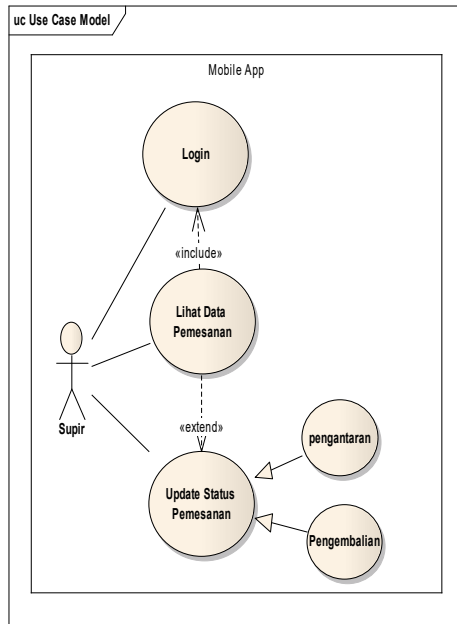 uc Use Case Model
Mobile App
Login
«include»
Lihat Data
Pemesanan
Supir
«extend»
pengantaran
Update Status
Pemesanan
Pengembalian